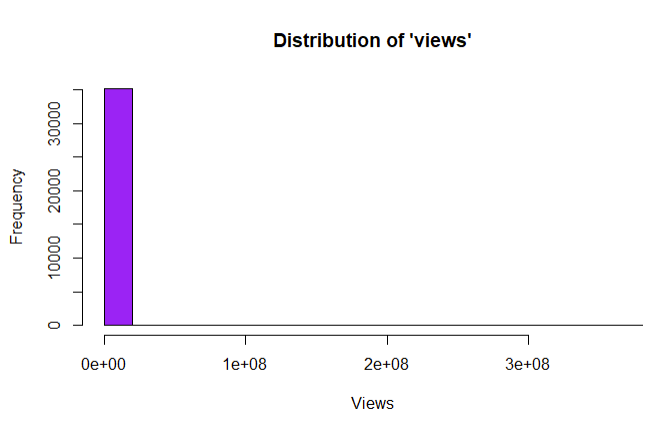 Distribution of 'views'
Frequency
30000
20000
10000
0
0e+00 1e+08 2e+08 3e+08
Views